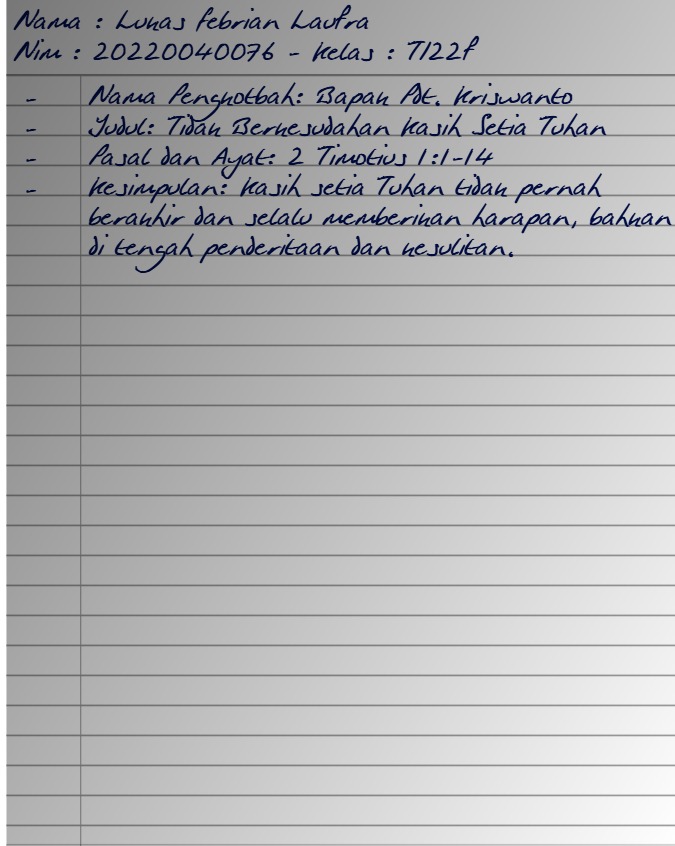 Nama : Lukas Febrian Laufra
Nim : 20220040076 - Kelas : TI22F
- Nama Pengkotbah: Bapak Pdt. Kriswanto
- Judul: Tidak Berkesudahan Kasih Setia Tuhan
- Pasal dan Ayat: 2 Timotius 1:1-14
- Kesimpulan: Kasih setia Tuhan tidak pernah
berakhir dan selalu memberikan harapan, bahkan
di tengah penderitaan dan kesulitan.